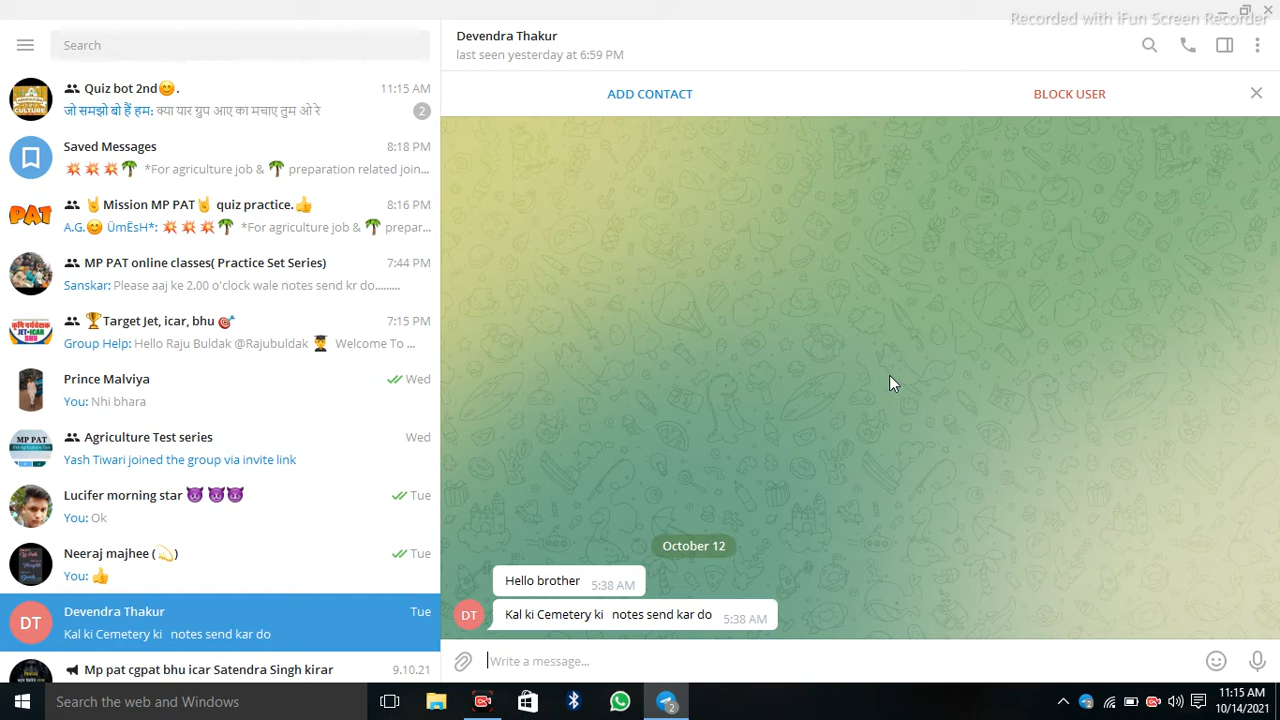 Recorded with iFun Screen Recorder
Search
Quiz bot 2nd😊.
11:15 AM
जो समझो बो हैं हम: क्या यार ग्रुप आए का मचाए तुम ओ रे
2
Saved Messages
8:18 PM
💥 💥 💥🌴 *For agriculture job & 🌴 preparation related join...
PAT
🤘Mission MP PAT🤘 quiz practice.👍
8:16 PM
A.G.😊 ÜmËsH*: 💥 💥 💥🌴 *For agriculture job & 🌴 prepar...
MP PAT online classes( Practice Set Series)
7:44 PM
Sanskar: Please aaj ke 2.00 o'clock wale notes send kr do.........
🏆Target Jet, icar, bhu 🎯
7:15 PM
Group Help: Hello Raju Buldak @Rajubuldak 👨‍🎓 Welcome To ...
Prince Malviya
Wed
You: Nhi bhara
MP PAT
Agriculture Test series
Wed
Yash Tiwari joined the group via invite link
Lucifer morning star 😈 😈😈
Tue
You: Ok
Neeraj majhee (💫)
Tue
You: 👍
DT
Devendra Thakur
Tue
Kal ki Cemetery ki notes send kar do
Mp pat cgpat bhu icar Satendra Singh kirar
9.10.21
Devendra Thakur
last seen yesterday at 6:59 PM
ADD CONTACT
BLOCK USER
October 12
Hello brother 5:38 AM
DT
Kal ki Cemetery ki notes send kar do 5:38 AM
Write a message...
Search the web and Windows
2
11:15 AM
10/14/2021